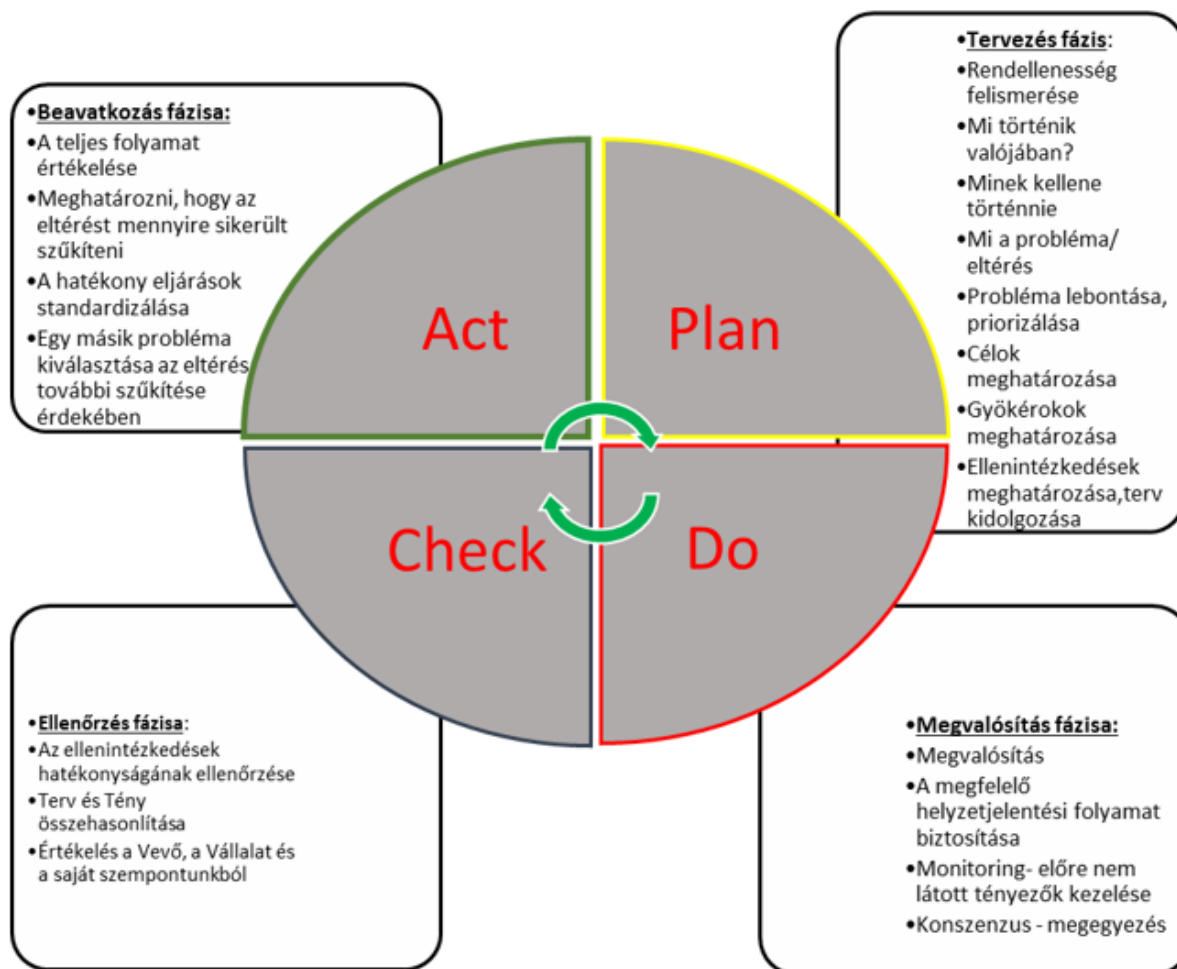 •Tervezés fázis:
•Rendellenesség
felismerése
•Mi történik
valójában?
•Minek kellene
történnie
•Mi a probléma/
eltérés
•Probléma lebontása,
priorizálása
•Célok
meghatározása
•Gyökérokok
meghatározása
•Ellenintézkedések
meghatározása,terv
kidolgozása
•Beavatkozás fázisa:
•A teljes folyamat
értékelése
•Meghatározni, hogy az
eltérést mennyire sikerült
szűkíteni
•A hatékony eljárások
standardizálása
•Egy másik probléma
kiválasztása az eltérés
további szűkítése
érdekében
Act
Plan
Check
Do
•Ellenőrzés fázisa:
•Az ellenintézkedések
hatékonyságának ellenőrzése
•Terv és Tény
összehasonlítása
•Értékelés a Vevő, a Vállalat és
a saját szempontunkból
•Megvalósítás fázisa:
•Megvalósítás
•A megfelelő
helyzetjelentési folyamat
biztosítása
•Monitoring- előre nem
látott tényezők kezelése
•Konszenzus - megegyezés